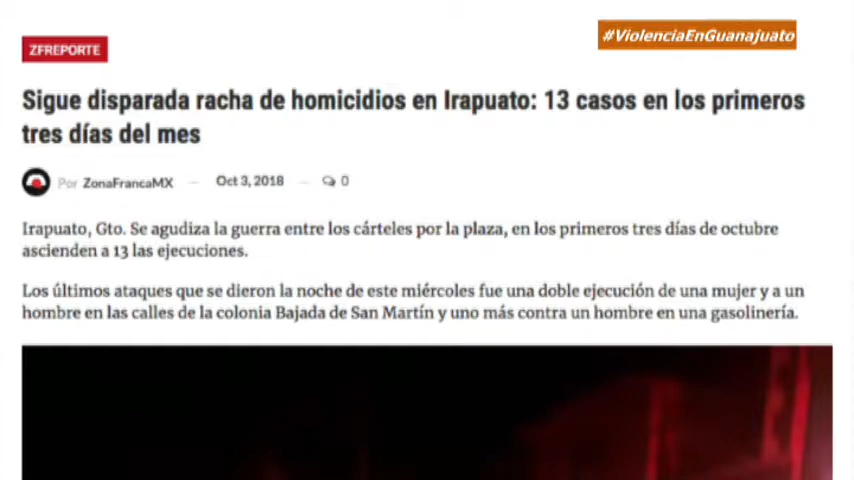 #ViolenciaEnGuanajuato
ZFREPORTE
Sigue disparada racha de homicidios en Irapuato: 13 casos en los primeros
tres días del mes
Por ZonaFrancaMX — Oct 3, 2018 — 0
Irapuato, Gto. Se agudiza la guerra entre los cárteles por la plaza, en los primeros tres días de octubre
ascienden a 13 las ejecuciones.
Los últimos ataques que se dieron la noche de este miércoles fue una doble ejecución de una mujer y a un
hombre en las calles de la colonia Bajada de San Martín y uno más contra un hombre en una gasolinería.